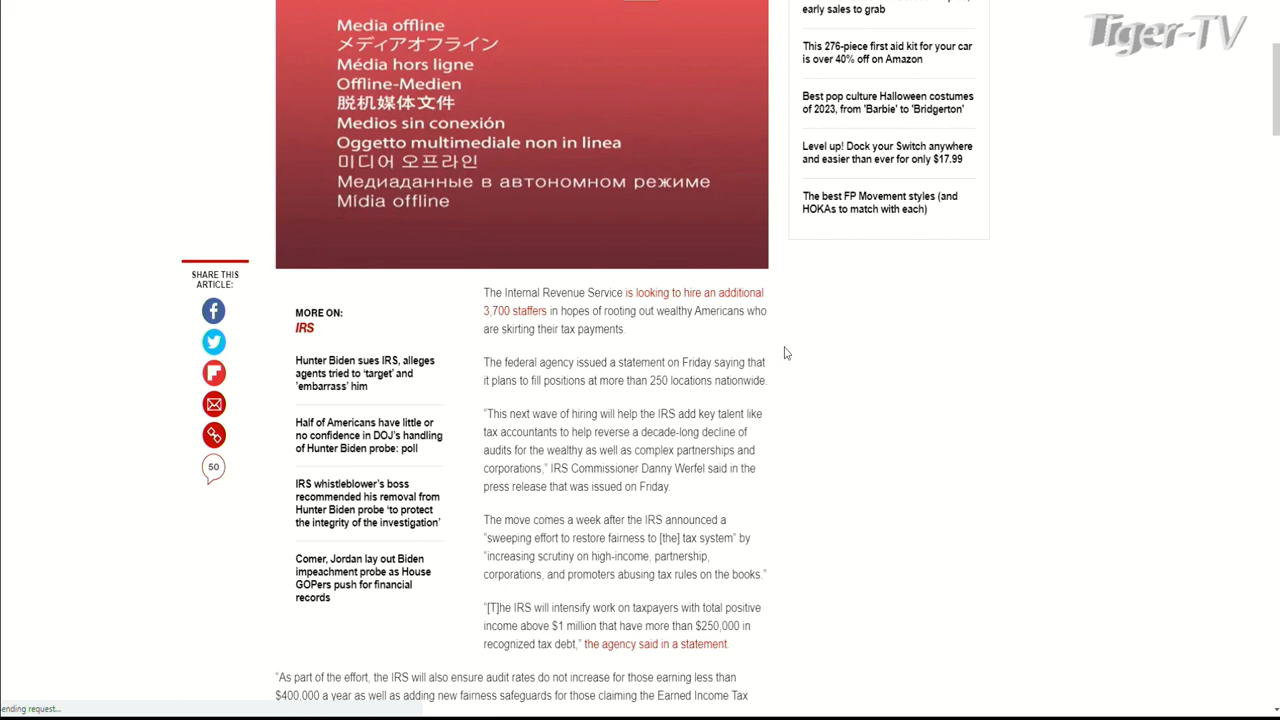 early sales to grab
This 276-piece first aid kit for your car
is over 40% off on Amazon
Best pop culture Halloween costumes
of 2023, from 'Barbie' to 'Bridgerton'
Level up! Dock your Switch anywhere
and easier than ever for only $17.99
The best FP Movement styles (and
HOKAs to match with each)
Tiger-TV
Media offline
メディアオフライン
Média hors ligne
Offline-Medien
脱机媒体文件
Medios sin conexión
Oggetto multimediale non in linea
미디어 오프라인
Медиаданные в автономном режиме
Mídia offline
SHARE THIS
ARTICLE:
50
MORE ON:
IRS
Hunter Biden sues IRS, alleges
agents tried to ‘target’ and
’embarrass’ him
Half of Americans have little or
no confidence in DOJ’s handling
of Hunter Biden probe: poll
IRS whistleblower’s boss
recommended his removal from
Hunter Biden probe ‘to protect
the integrity of the investigation’
Comer, Jordan lay out Biden
impeachment probe as House
GOPers push for financial
records
The Internal Revenue Service is looking to hire an additional
3,700 staffers in hopes of rooting out wealthy Americans who
are skirting their tax payments.
The federal agency issued a statement on Friday saying that
it plans to fill positions at more than 250 locations nationwide.
“This next wave of hiring will help the IRS add key talent like
tax accountants to help reverse a decade-long decline of
audits for the wealthy as well as complex partnerships and
corporations,” IRS Commissioner Danny Werfel said in the
press release that was issued on Friday.
The move comes a week after the IRS announced a
“sweeping effort to restore fairness to [the] tax system” by
“increasing scrutiny on high-income, partnership,
corporations, and promoters abusing tax rules on the books.”
“[T]he IRS will intensify work on taxpayers with total positive
income above $1 million that have more than $250,000 in
recognized tax debt,” the agency said in a statement.
“As part of the effort, the IRS will also ensure audit rates do not increase for those earning less than
$400,000 a year as well as adding new fairness safeguards for those claiming the Earned Income Tax
ending request...